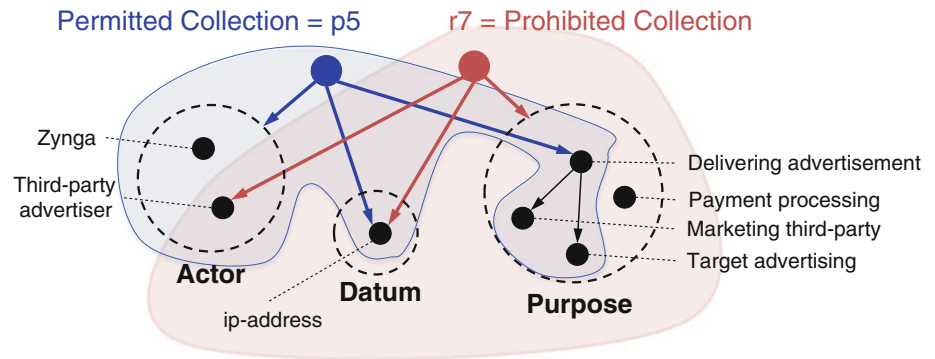 Permitted Collection = p5
r7 = Prohibited Collection
Zynga
Third-party
advertiser
Actor
ip-address
Datum
Purpose
Delivering advertisement
Payment processing
Marketing third-party
Target advertising